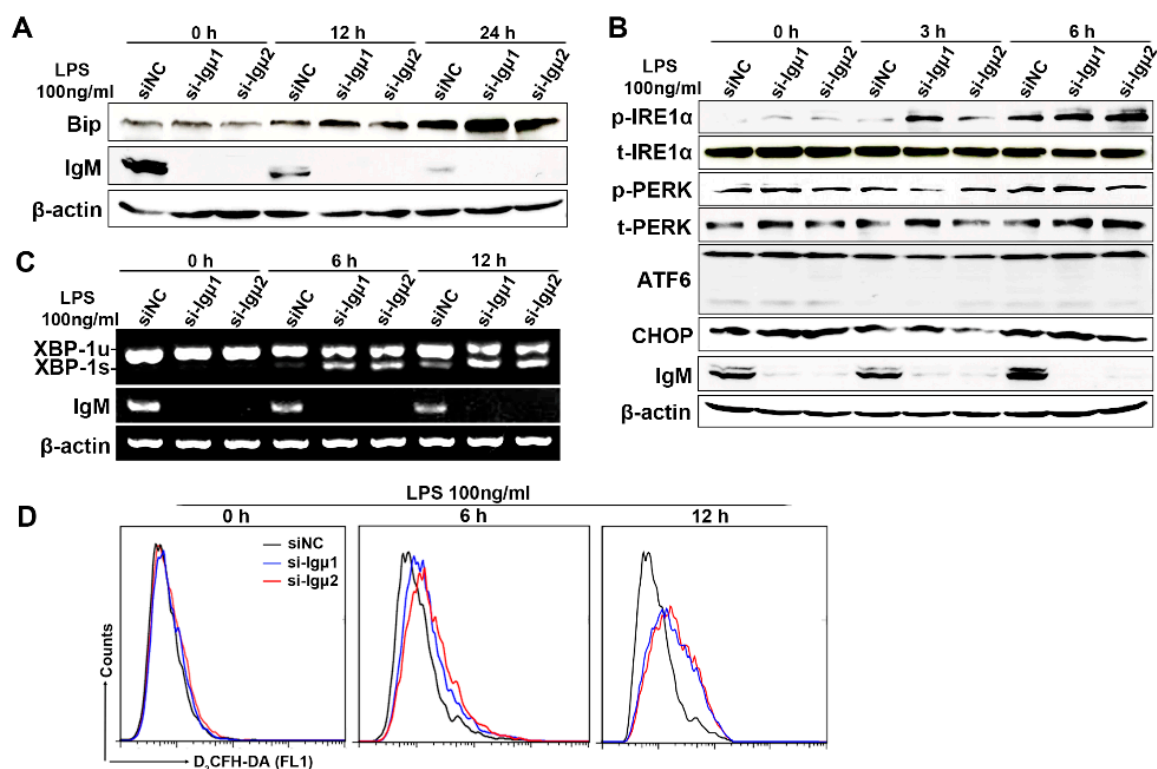 A
0 h 12 h 24 h
LPS
100ng/ml
siNC si-Igμ1 si-Igμ2 siNC si-Igμ1 si-Igμ2 siNC si-Igμ1 si-Igμ2
Bip
IgM
β-actin
B
0 h 3 h 6 h
LPS
100ng/ml
siNC si-Igμ1 si-Igμ2 siNC si-Igμ1 si-Igμ2 siNC si-Igμ1 si-Igμ2
p-IRE1α
t-IRE1α
p-PERK
t-PERK
ATF6
CHOP
IgM
β-actin
C
0 h 6 h 12 h
LPS
100ng/ml
siNC si-Igμ1 si-Igμ2 siNC si-Igμ1 si-Igμ2 siNC si-Igμ1 si-Igμ2
XBP-1u
XBP-1s
IgM
β-actin
D
LPS 100ng/ml
0 h 6 h 12 h
siNC
si-Igμ1
si-Igμ2
Counts
D₂CFH-DA (FL1)